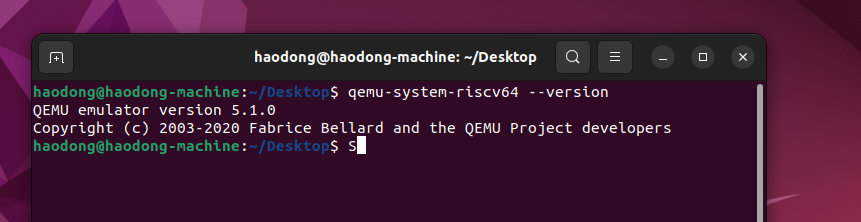 haodong@haodong-machine: ~/Desktop
haodong@haodong-machine:~/Desktop$ qemu-system-riscv64 --version
QEMU emulator version 5.1.0
Copyright (c) 2003-2020 Fabrice Bellard and the QEMU Project developers
haodong@haodong-machine:~/Desktop$ S